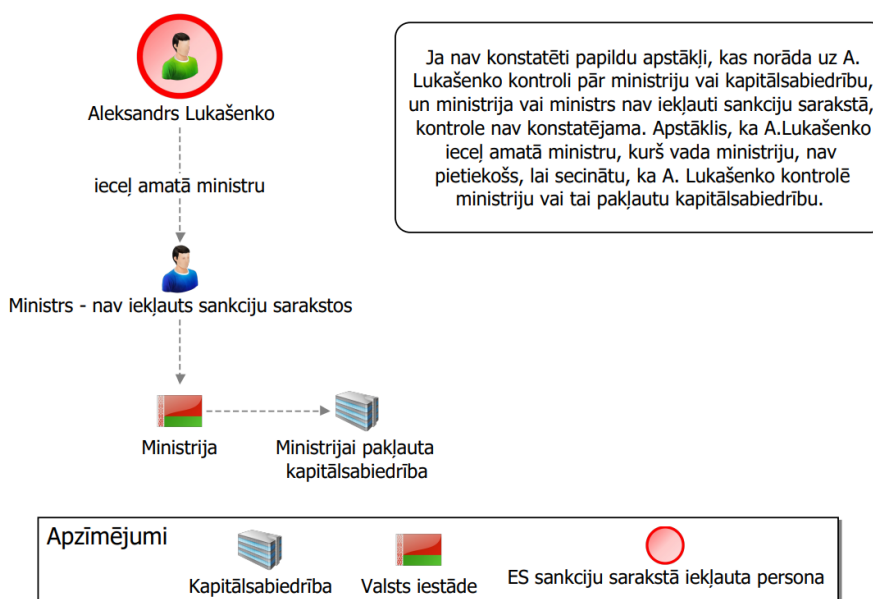 Aleksandrs Lukašenko
ieceļ amatā ministru
Ministrs - nav iekļauts sankciju sarakstos
Ministrija
Ministrijai pakļauta
kapitālsabiedrība
Ja nav konstatēti papildu apstākļi, kas norāda uz A.
Lukašenko kontroli pār ministriju vai kapitālsabiedrību,
un ministrija vai ministrs nav iekļauti sankciju sarakstā,
kontrole nav konstatējama. Apstāklis, ka A.Lukašenko
ieceļ amatā ministru, kurš vada ministriju, nav
pietiekošs, lai secinātu, ka A. Lukašenko kontrolē
ministriju vai tai pakļautu kapitālsabiedrību.
Apzīmējumi
Kapitālsabiedrība
Valsts iestāde
ES sankciju sarakstā iekļauta persona